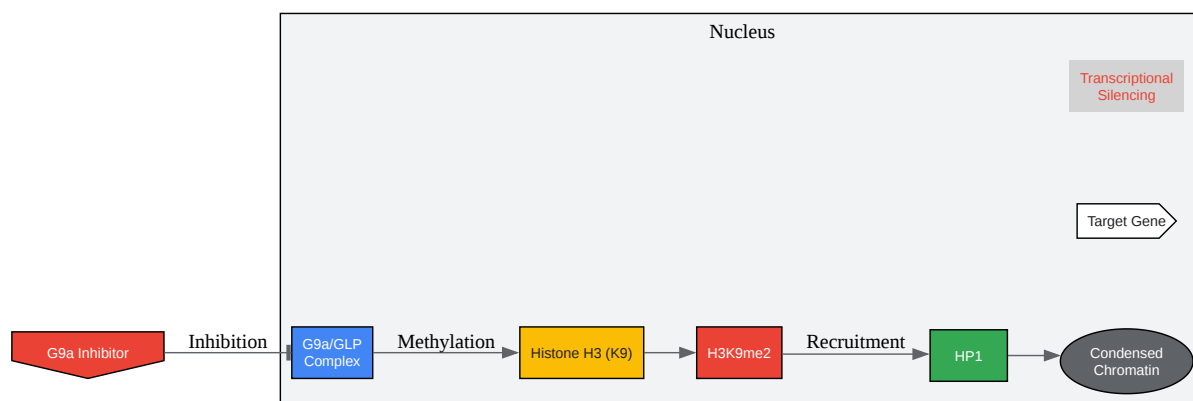 Nucleus
Transcriptional
Silencing
Target Gene
G9a Inhibitor
Inhibition
G9a/GLP
Complex
Methylation
Histone H3 (K9)
H3K9me2
Recruitment
HP1
Condensed
Chromatin